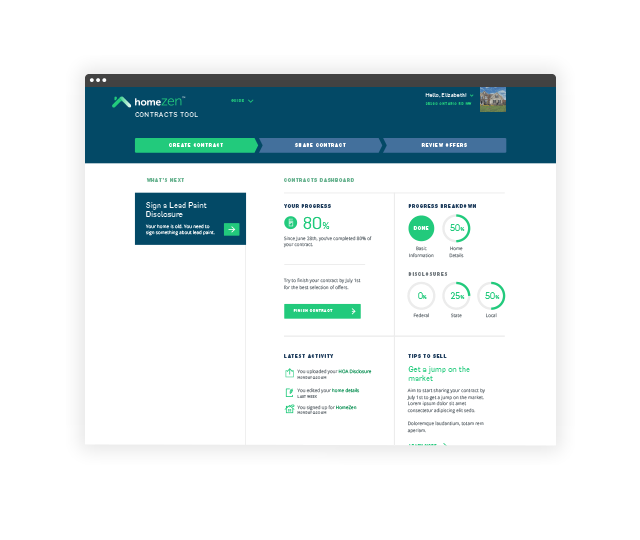 homezen™
CONTRACTS TOOL
Hello, Elizabeth!
CREATE CONTRACT
SHARE CONTRACT
REVIEW OFFERS
WHAT'S NEXT
Sign a Lead Paint
Disclosure
Your home is old. You need to
sign something about lead paint.
CONTRACTS DASHBOARD
YOUR PROGRESS
80%
Since June 28th, you've completed 80% of
your contract.
Try to finish your contract by July 1st
for the best selection of offers.
FINISH CONTRACT
PROGRESS BREAKDOWN
DONE
50%
Basic
Information
Home
Details
DISCLOSURES
0%
25%
50%
Federal
State
Local
LATEST ACTIVITY
You uploaded your HOA Disclosure
You edited your home details
LAST WEEK
You signed up for HomeZen
TIPS TO SELL
Get a jump on the
market
Aim to start sharing your contract by
July 1st to get a jump on the market.
Lorem ipsum dolor sit amet
consectetur adipiscing elit sedo.
Doloremque laudantium, totam rem
aperiam.